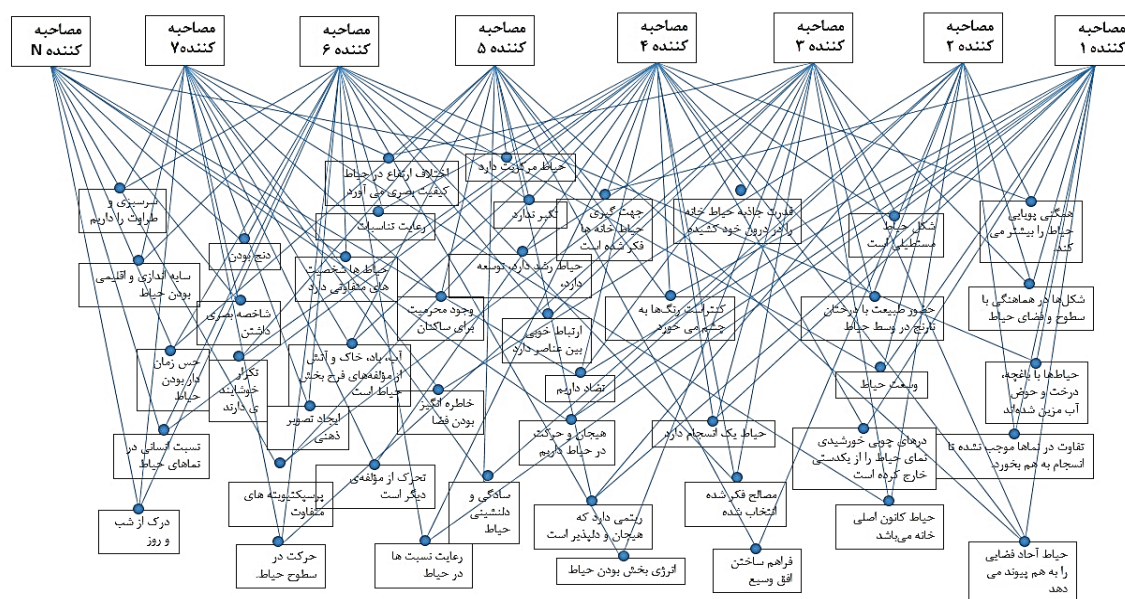 مصاحبه
کننده ۱
مصاحبه
کننده ۲
مصاحبه
کننده ۳
مصاحبه
کننده ۴
مصاحبه
کننده ۵
مصاحبه
کننده ۶
مصاحبه
کننده۷
مصاحبه
کننده N
همگنی پویایی
حیاط را بیشتر می
کند
شکل حیاط
مستطیلی است
قدرت جاذبه حیاط خانه
را در درون خود کشیده
جهت گیری
حیاط خانه ها
فکر شده است
حیاط مرکزیت دارد
تکبر ندارد
اختلاف ارتفاع در حیاط
کیفیت بصری می آورد
رعایت تناسبات
سرسبزی و
طراوت را داریم
دنج بودن
حیاط ها شخصیت
های متفاوتی دارد
حیاط رشد دارد، توسعه
دارد،
سایه اندازی و اقلیمی
بودن حیاط
شکل‌ها در هماهنگی با
سطوح و فضای حیاط
حضور طبیعت با درختان
نارنج در وسط حیاط
کنتراست رنگ‌ها به
چشم می خورد
ارتباط خوبی
بین عناصر دارد
وجود محرمیت
برای ساکنان
شاخصه بصری
داشتن
آب، باد، خاک و آتش
از مؤلفه‌های فرح بخش
حیاط است
حس زمان
دار بودن
حیاط
تکرار
خوشایند
ی دارند
حیاط‌ها با باغچه،
درخت و حوض
آب مزین شده‌اند
وسعت حیاط
تضاد داریم
خاطره انگیز
بودن فضا
ایجاد تصویر
ذهنی
تفاوت در نماها موجب نشده تا
انسجام به هم بخورد.
درهای چوبی خورشیدی
نمای حیاط را از یکدستی
خارج کرده است
حیاط یک انسجام دارد
هیجان و حرکت
در حیاط داریم
نسبت انسانی در
نماهای حیاط
تحرک از مؤلفه‌ی
دیگر است
پرسپکتیویته های
متفاوت
سادگی و
دلنشینی
حیاط
مصالح فکر شده
انتخاب شده
ریتمی دارد که
هیجان و دلپذیر است
حیاط کانون اصلی
خانه می‌باشد
درک از شب
و روز
حیاط آحاد فضایی
را به هم پیوند می
دهد
فراهم ساختن
افق وسیع
انرژی بخش بودن حیاط
رعایت نسبت ها
در حیاط
حرکت در
سطوح حیاط.